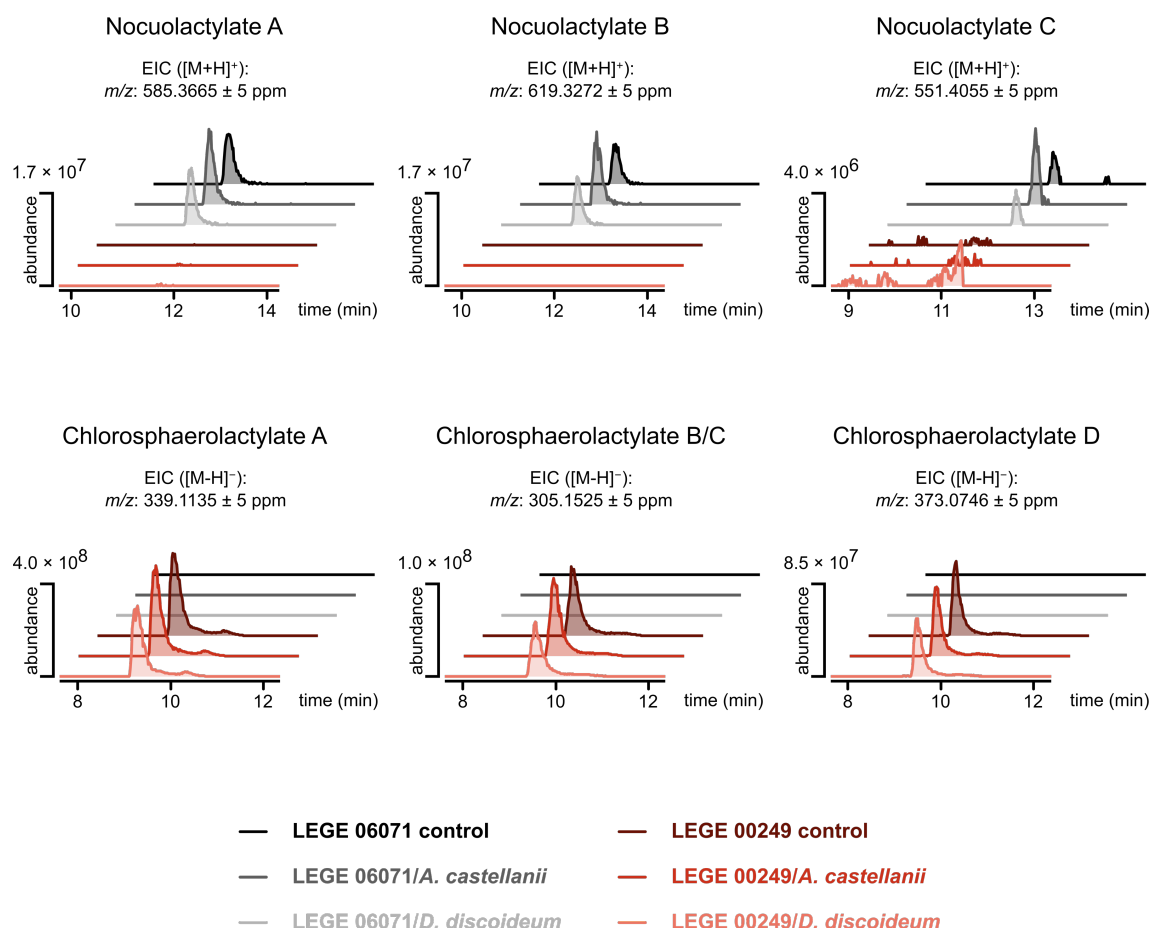 Nocuolactylate A
Nocuolactylate B
Nocuolactylate C
EIC ([M+H]⁺):
m/z: 585.3665 ± 5 ppm
EIC ([M+H]⁺):
m/z: 619.3272 ± 5 ppm
EIC ([M+H]⁺):
m/z: 551.4055 ± 5 ppm
1.7 × 10⁷
abundance
10 12 14 time (min)
1.7 × 10⁷
abundance
10 12 14 time (min)
4.0 × 10⁶
abundance
9 11 13 time (min)
Chlorosphaerolactylate A
Chlorosphaerolactylate B/C
Chlorosphaerolactylate D
EIC ([M-H]⁻):
m/z: 339.1135 ± 5 ppm
EIC ([M-H]⁻):
m/z: 305.1525 ± 5 ppm
EIC ([M-H]⁻):
m/z: 373.0746 ± 5 ppm
4.0 × 10⁸
abundance
8 10 12 time (min)
1.0 × 10⁸
abundance
8 10 12 time (min)
8.5 × 10⁷
abundance
8 10 12 time (min)
LEGE 06071 control
LEGE 06071/A. castellanii
LEGE 06071/D. discoideum
LEGE 00249 control
LEGE 00249/A. castellanii
LEGE 00249/D. discoideum